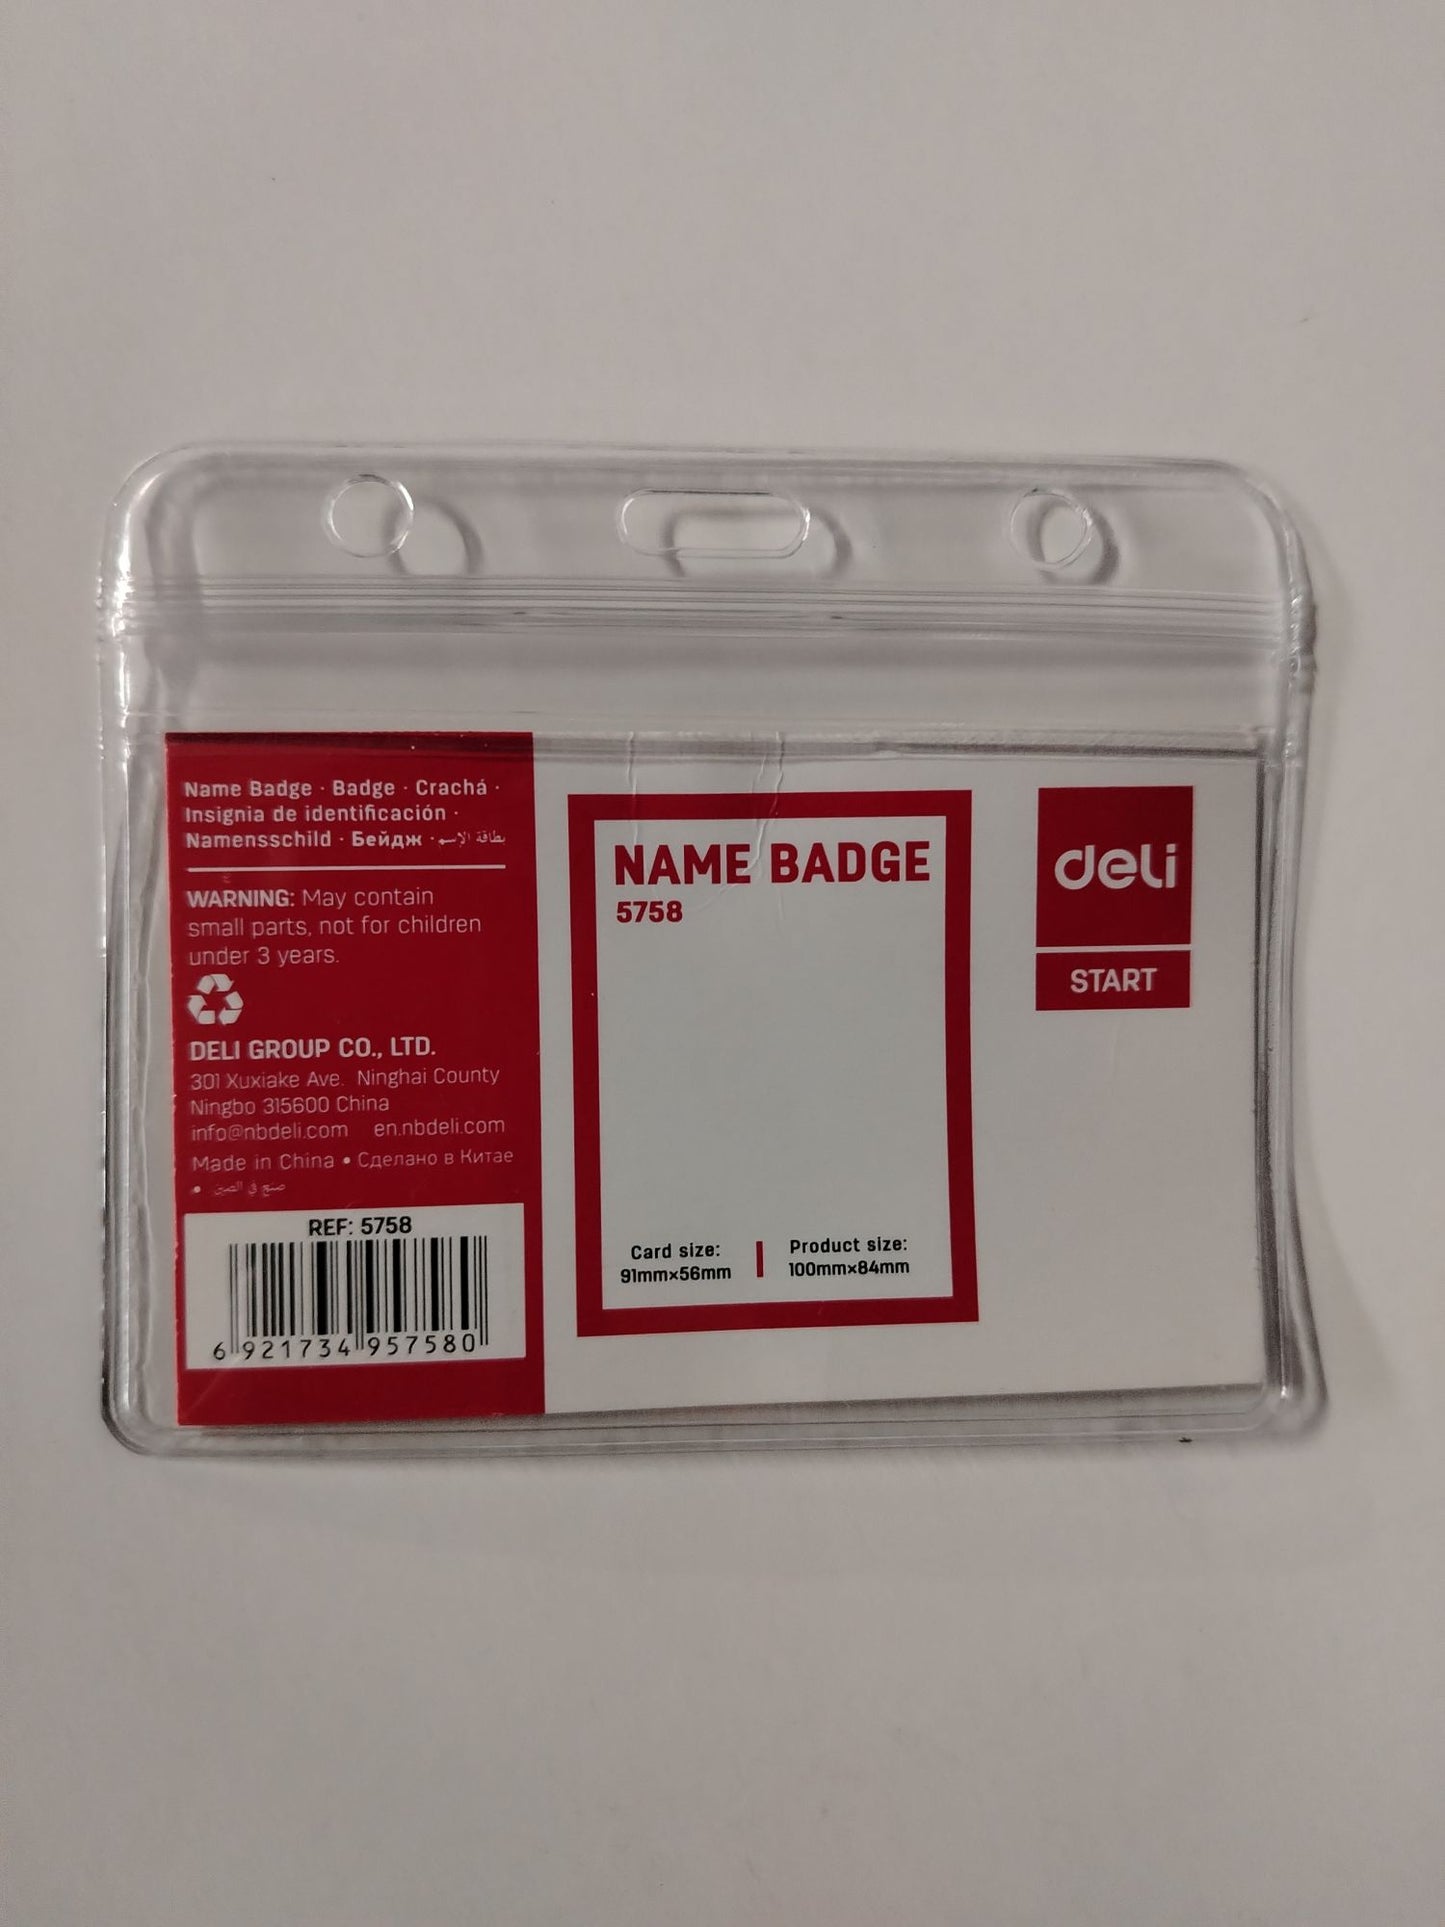 Name Badge · Badge · Crachá ·
Insignia de identificación ·
Namensschild · Бейдж · بطاقة الإسم
WARNING: May contain
small parts, not for children
under 3 years.
DELI GROUP CO., LTD.
301 Xuxiake Ave. Ninghai County
Ningbo 315600 China
info@nbdeli.com en.nbdeli.com
Made in China • Сделано в Китае
• صنع في الصين
REF: 5758
6 921734 957580
NAME BADGE
5758
Card size:
91mm×56mm
Product size:
100mm×84mm
deli
START